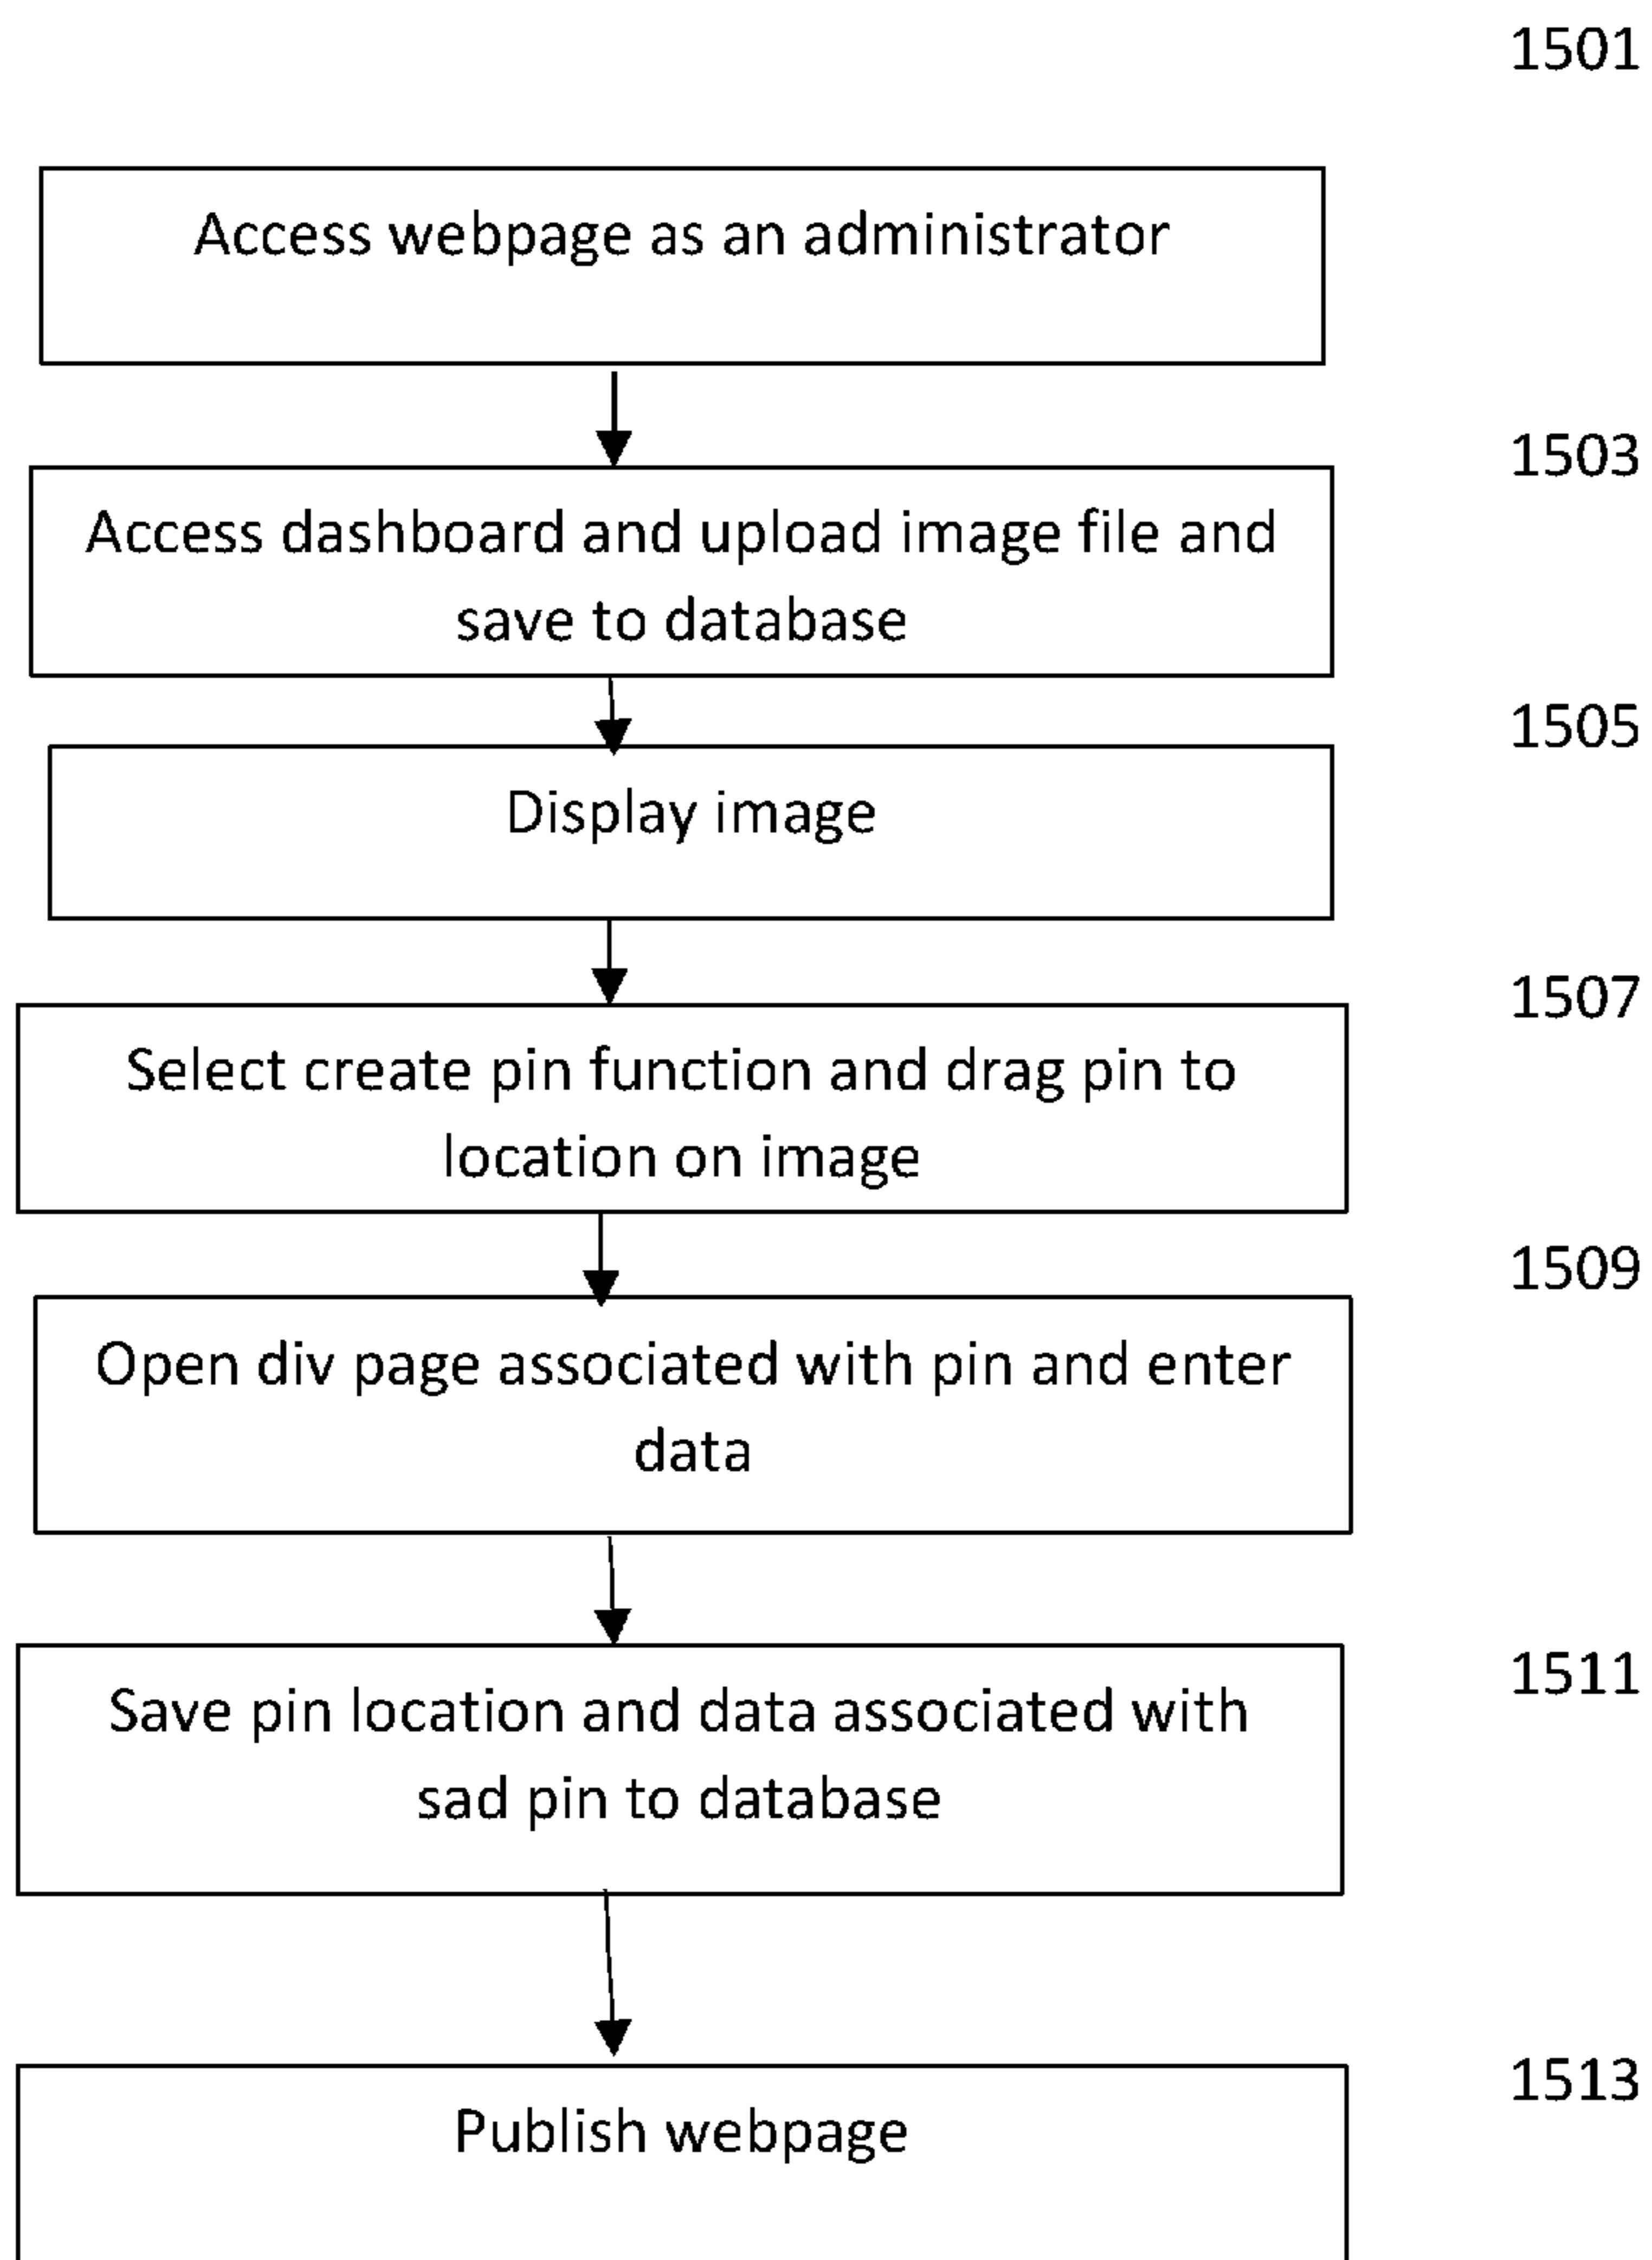 1501
Access webpage as an administrator
1503
Access dashboard and upload image file and
save to database
1505
Display image
1507
Select create pin function and drag pin to
location on image
1509
Open div page associated with pin and enter
data
1511
Save pin location and data associated with
sad pin to database
1513
Publish webpage